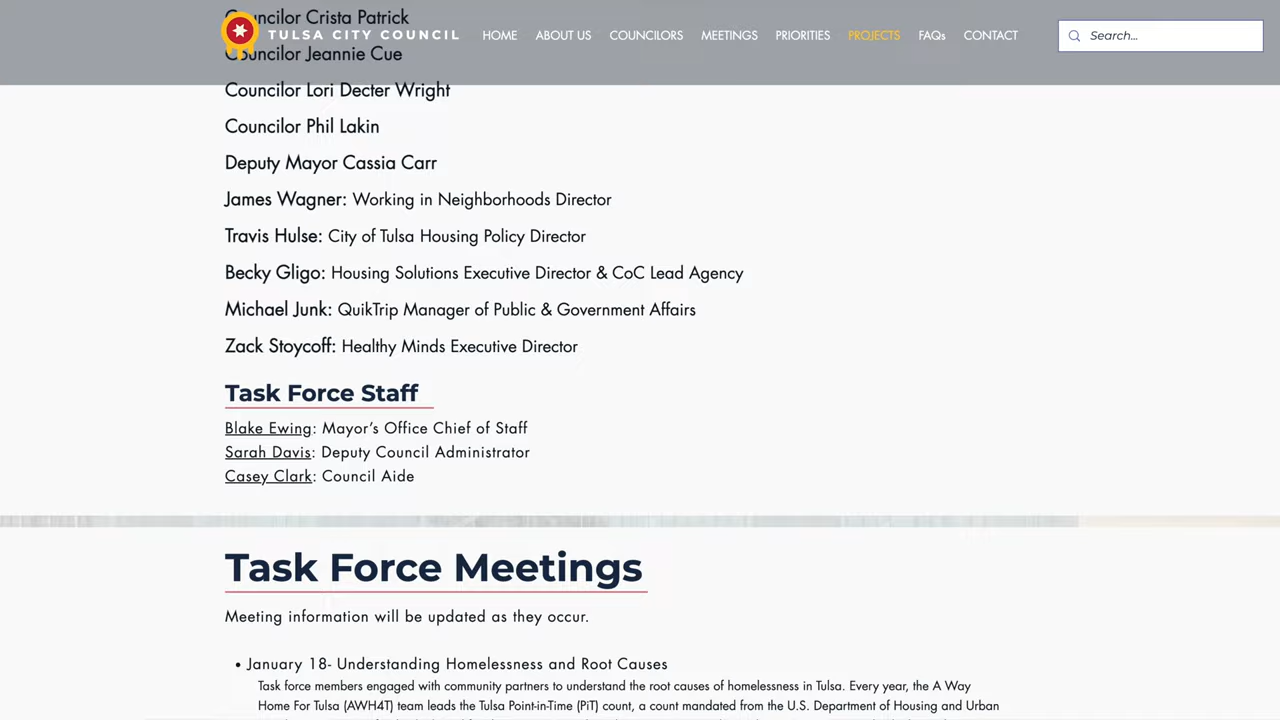 Councilor Crista Patrick
TULSA CITY COUNCIL
HOME
ABOUT US
COUNCILORS
MEETINGS
PRIORITIES
PROJECTS
FAQs
CONTACT
Search...
Councilor Jeannie Cue
Councilor Lori Decter Wright
Councilor Phil Lakin
Deputy Mayor Cassia Carr
James Wagner: Working in Neighborhoods Director
Travis Hulse: City of Tulsa Housing Policy Director
Becky Gligo: Housing Solutions Executive Director & CoC Lead Agency
Michael Junk: QuikTrip Manager of Public & Government Affairs
Zack Stoycoff: Healthy Minds Executive Director
Task Force Staff
Blake Ewing: Mayor’s Office Chief of Staff
Sarah Davis: Deputy Council Administrator
Casey Clark: Council Aide
Task Force Meetings
Meeting information will be updated as they occur.
• January 18- Understanding Homelessness and Root Causes
Task force members engaged with community partners to understand the root causes of homelessness in Tulsa. Every year, the A Way
Home For Tulsa (AWH4T) team leads the Tulsa Point-in-Time (PiT) count, a count mandated from the U.S. Department of Housing and Urban